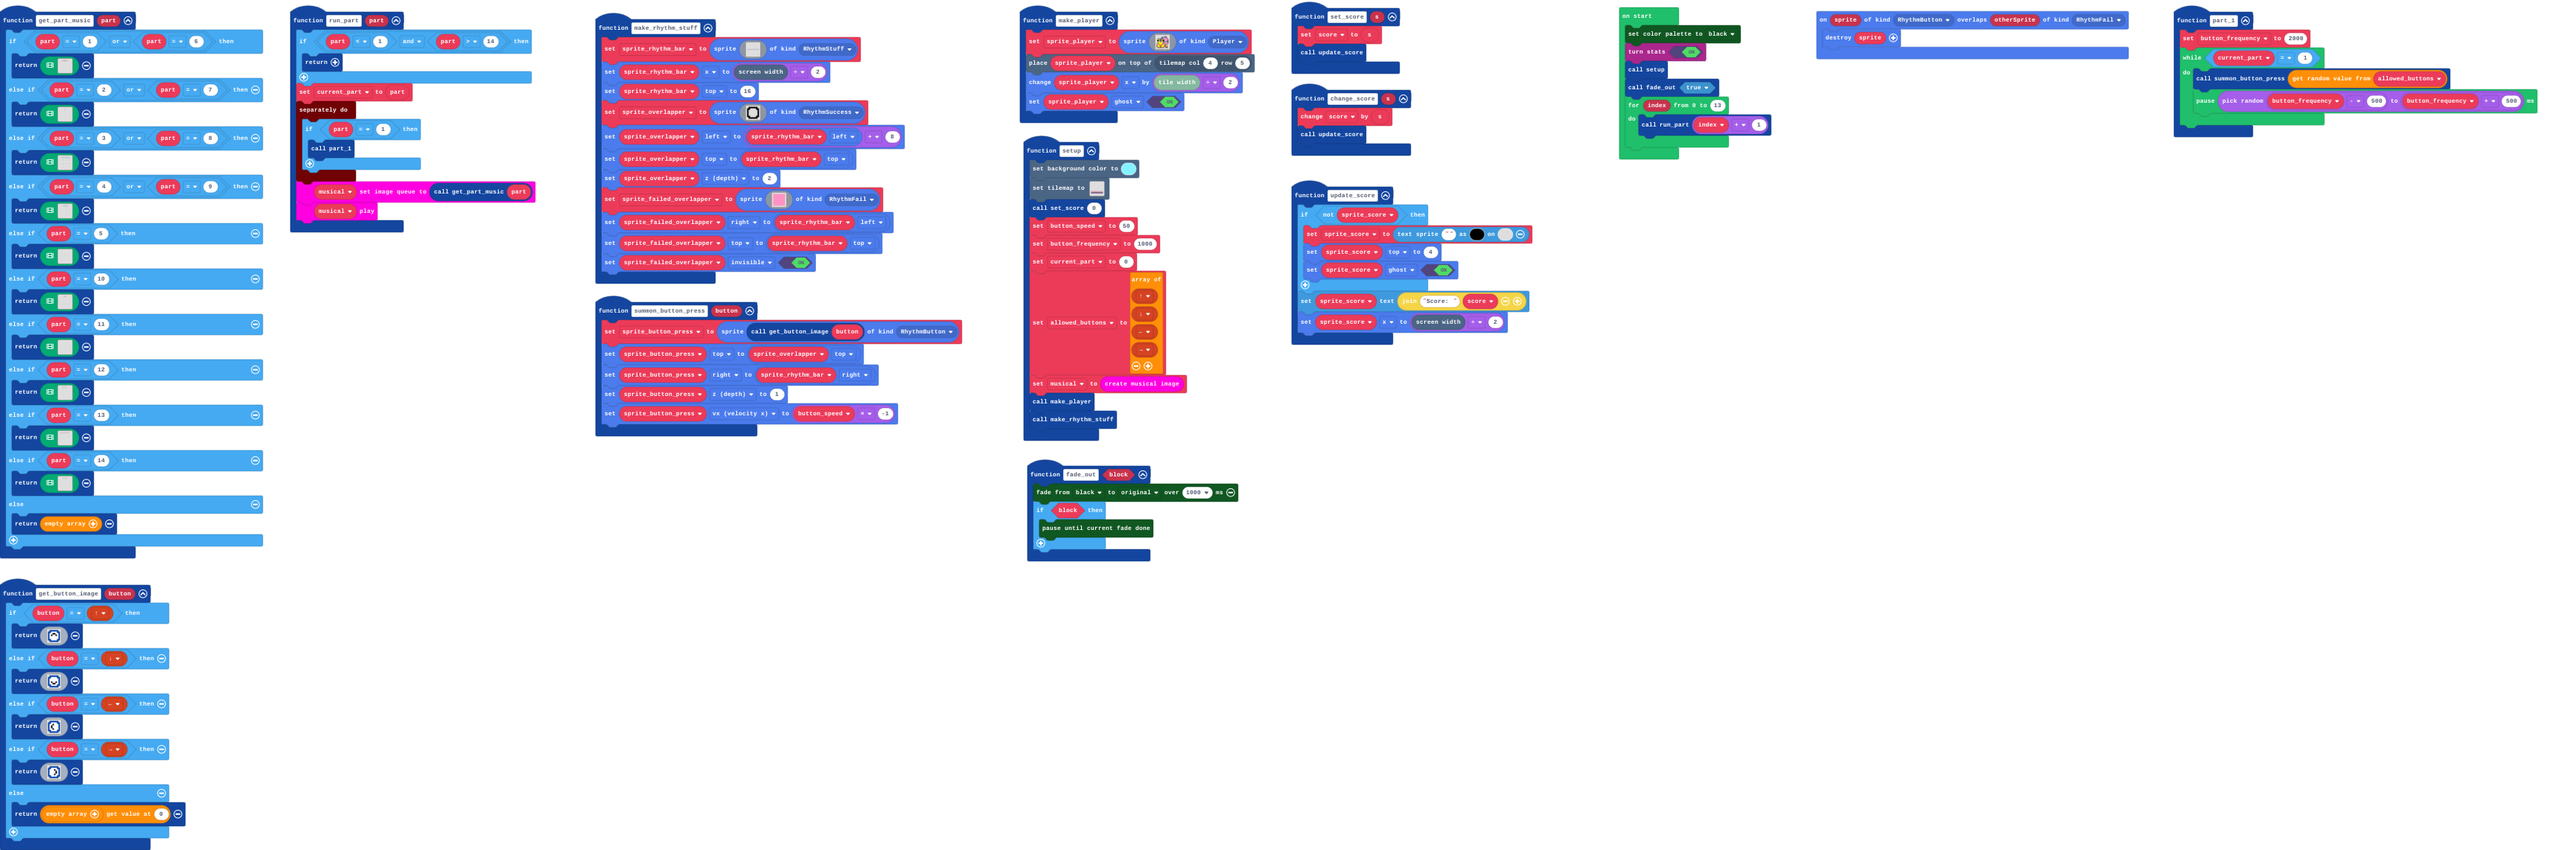 function get_part_music part
if part = 1 or part = 6 then
return
else if part = 2 or part = 7 then
return
else if part = 3 or part = 8 then
return
else if part = 4 or part = 9 then
return
else if part = 5 then
return
else if part = 10 then
return
else if part = 11 then
return
else if part = 12 then
return
else if part = 13 then
return
else if part = 14 then
return
else
return empty array
function get_button_image button
if button = ↑ then
return
else if button = ↓ then
return
else if button = ← then
return
else if button = → then
return
else
return empty array get value at 0
function run_part part
if part < 1 and part > 14 then
return
set current_part to part
separately do
if part = 1 then
call part_1
musical set image queue to call get_part_music part
musical play
function make_rhythm_stuff
set sprite_rhythm_bar to sprite of kind RhythmStuff
set sprite_rhythm_bar x to screen width ÷ 2
set sprite_rhythm_bar top to 16
set sprite_overlapper to sprite of kind RhythmSuccess
set sprite_overlapper left to sprite_rhythm_bar left + 8
set sprite_overlapper top to sprite_rhythm_bar top
set sprite_overlapper z (depth) to 2
set sprite_failed_overlapper to sprite of kind RhythmFail
set sprite_failed_overlapper right to sprite_rhythm_bar left
set sprite_failed_overlapper top to sprite_rhythm_bar top
set sprite_failed_overlapper invisible ON
function summon_button_press button
set sprite_button_press to sprite call get_button_image button of kind RhythmButton
set sprite_button_press top to sprite_overlapper top
set sprite_button_press right to sprite_rhythm_bar right
set sprite_button_press z (depth) to 1
set sprite_button_press vx (velocity x) to button_speed × -1
function make_player
set sprite_player to sprite of kind Player
place sprite_player on top of tilemap col 4 row 5
change sprite_player x by tile width ÷ 2
set sprite_player ghost ON
function setup
set background color to
set tilemap to
call set_score 0
set button_speed to 50
set button_frequency to 1000
set current_part to 0
set allowed_buttons to array of ↑ ↓ ← →
set musical to create musical image
call make_player
call make_rhythm_stuff
function fade_out block
fade from black to original over 1000 ms
if block then
pause until current fade done
function set_score s
set score to s
call update_score
function change_score s
change score by s
call update_score
function update_score
if not sprite_score then
set sprite_score to text sprite " " as on
set sprite_score top to 4
set sprite_score ghost ON
set sprite_score text join "Score: " score
set sprite_score x to screen width ÷ 2
on start
set color palette to black
turn stats ON
call setup
call fade_out true
for index from 0 to 13
do call run_part index + 1
on sprite of kind RhythmButton overlaps otherSprite of kind RhythmFail
destroy sprite
function part_1
set button_frequency to 2000
while current_part = 1
do call summon_button_press get random value from allowed_buttons
pause pick random button_frequency - 500 to button_frequency + 500 ms